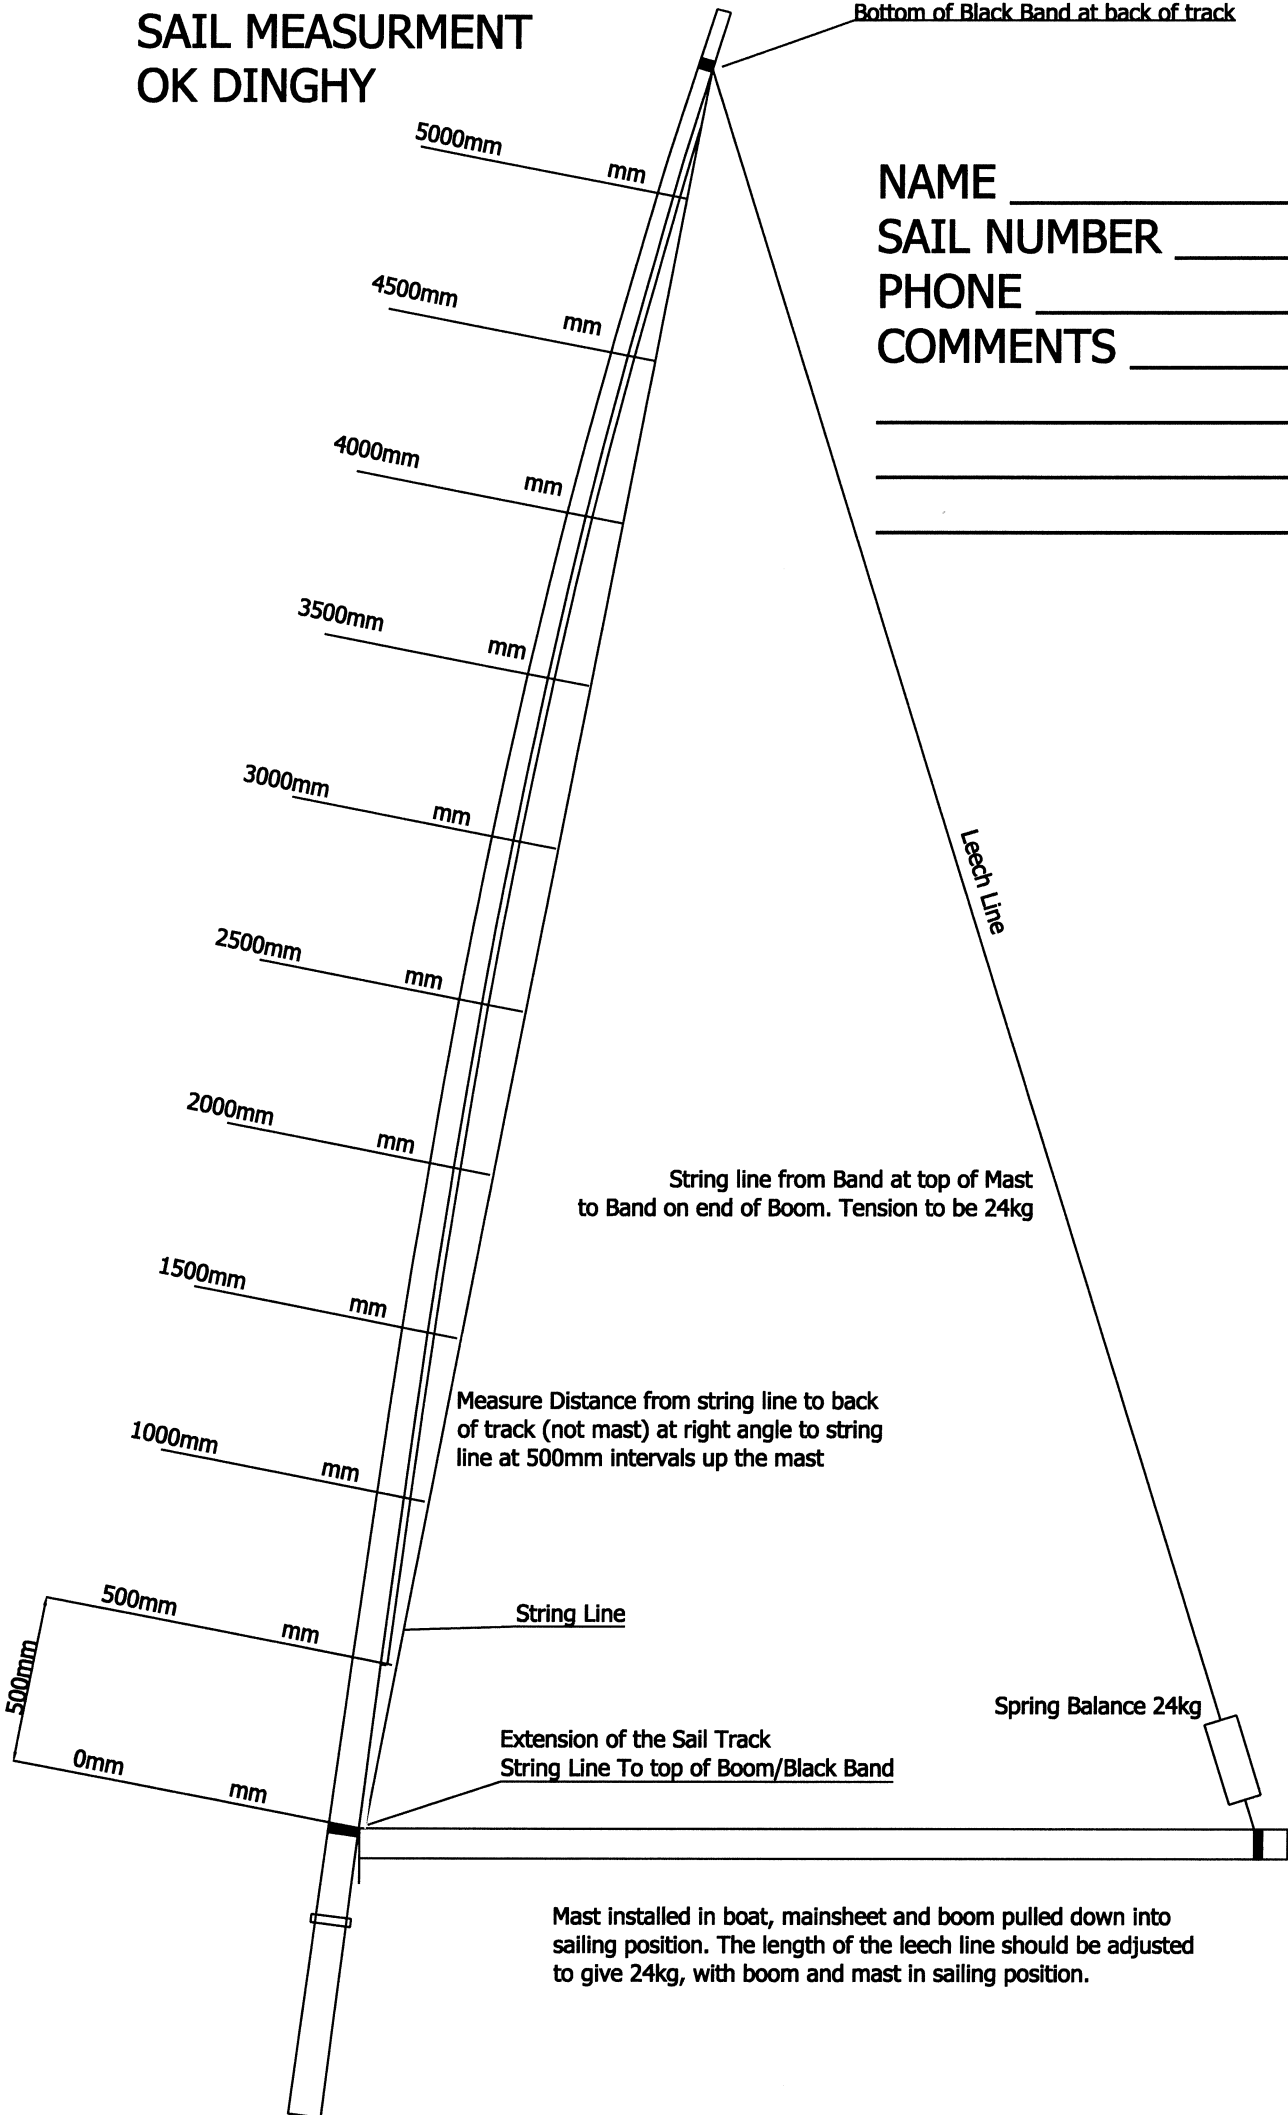 SAIL MEASURMENT
OK DINGHY
Bottom of Black Band at back of track
NAME
SAIL NUMBER
PHONE
COMMENTS
5000mm mm
4500mm mm
4000mm mm
3500mm mm
3000mm mm
2500mm mm
2000mm mm
1500mm mm
1000mm mm
500mm mm
500mm
0mm mm
Leech Line
String line from Band at top of Mast
to Band on end of Boom. Tension to be 24kg
Measure Distance from string line to back
of track (not mast) at right angle to string
line at 500mm intervals up the mast
String Line
Spring Balance 24kg
Extension of the Sail Track
String Line To top of Boom/Black Band
Mast installed in boat, mainsheet and boom pulled down into
sailing position. The length of the leech line should be adjusted
to give 24kg, with boom and mast in sailing position.